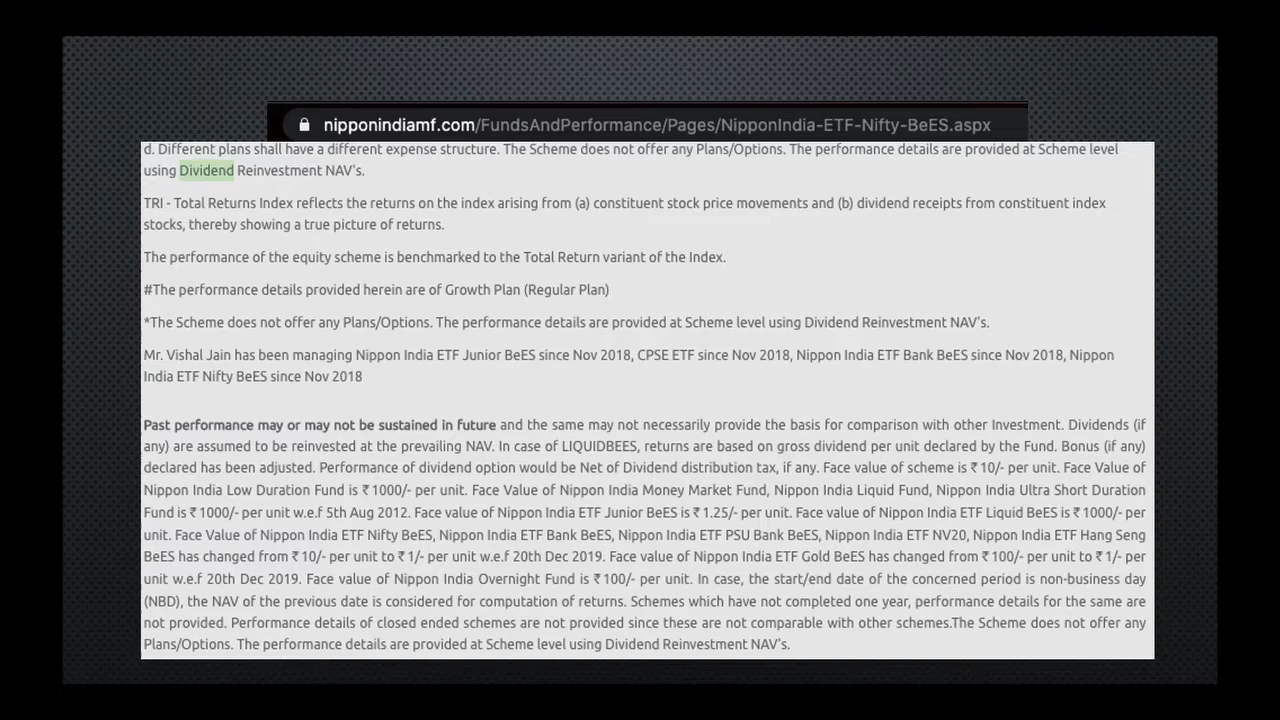 nipponindiamf.com/FundsAndPerformance/Pages/NipponIndia-ETF-Nifty-BeES.aspx
d. Different plans shall have a different expense structure. The Scheme does not offer any Plans/Options. The performance details are provided at Scheme level
using Dividend Reinvestment NAV's.
TRI - Total Returns Index reflects the returns on the index arising from (a) constituent stock price movements and (b) dividend receipts from constituent index
stocks, thereby showing a true picture of returns.
The performance of the equity scheme is benchmarked to the Total Return variant of the Index.
#The performance details provided herein are of Growth Plan (Regular Plan)
*The Scheme does not offer any Plans/Options. The performance details are provided at Scheme level using Dividend Reinvestment NAV's.
Mr. Vishal Jain has been managing Nippon India ETF Junior BeES since Nov 2018, CPSE ETF since Nov 2018, Nippon India ETF Bank BeES since Nov 2018, Nippon
India ETF Nifty BeES since Nov 2018
Past performance may or may not be sustained in future and the same may not necessarily provide the basis for comparison with other Investment. Dividends (if
any) are assumed to be reinvested at the prevailing NAV. In case of LIQUIDBEES, returns are based on gross dividend per unit declared by the Fund. Bonus (if any)
declared has been adjusted. Performance of dividend option would be Net of Dividend distribution tax, if any. Face value of scheme is ₹10/- per unit. Face Value of
Nippon India Low Duration Fund is ₹1000/- per unit. Face Value of Nippon India Money Market Fund, Nippon India Liquid Fund, Nippon India Ultra Short Duration
Fund is ₹1000/- per unit w.e.f 5th Aug 2012. Face value of Nippon India ETF Junior BeES is ₹1.25/- per unit. Face value of Nippon India ETF Liquid BeES is ₹1000/- per
unit. Face Value of Nippon India ETF Nifty BeES, Nippon India ETF Bank BeES, Nippon India ETF PSU Bank BeES, Nippon India ETF NV20, Nippon India ETF Hang Seng
BeES has changed from ₹10/- per unit to ₹1/- per unit w.e.f 20th Dec 2019. Face value of Nippon India ETF Gold BeES has changed from ₹100/- per unit to ₹1/- per
unit w.e.f 20th Dec 2019. Face value of Nippon India Overnight Fund is ₹100/- per unit. In case, the start/end date of the concerned period is non-business day
(NBD), the NAV of the previous date is considered for computation of returns. Schemes which have not completed one year, performance details for the same are
not provided. Performance details of closed ended schemes are not provided since these are not comparable with other schemes.The Scheme does not offer any
Plans/Options. The performance details are provided at Scheme level using Dividend Reinvestment NAV's.